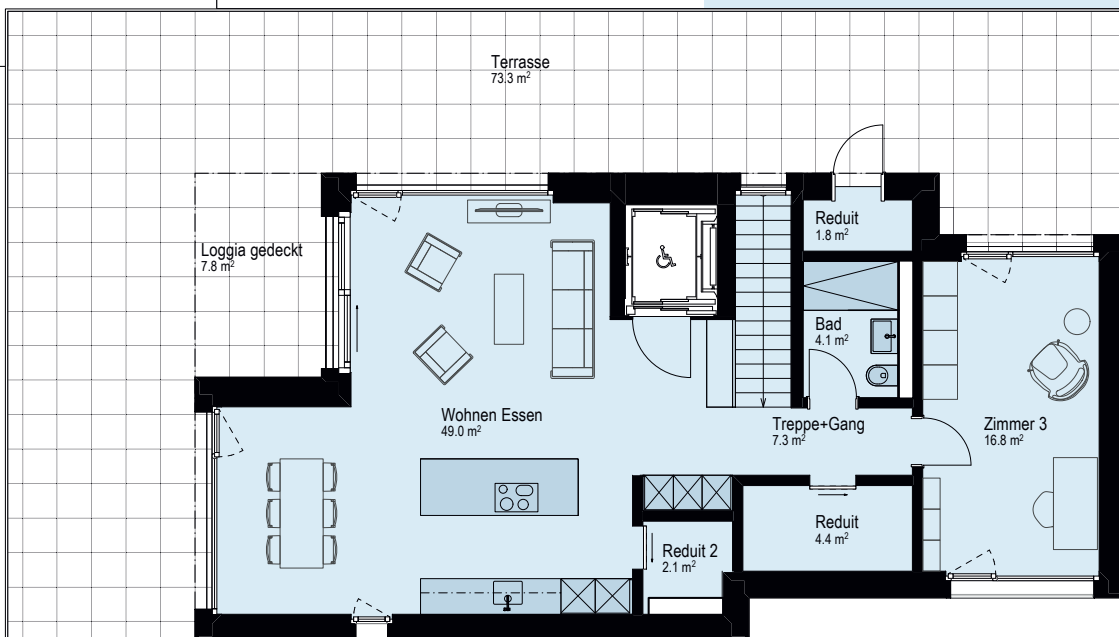 Terrasse
73.3 m²
Loggia gedeckt
7.8 m²
Reduit
1.8 m²
Bad
4.1 m²
Wohnen Essen
49.0 m²
Treppe+Gang
7.3 m²
Zimmer 3
16.8 m²
Reduit
4.4 m²
Reduit 2
2.1 m²